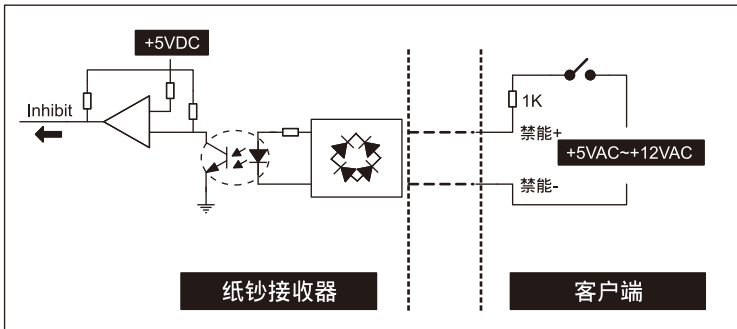 +5VDC
Inhibit
1K
禁能+
+5VAC~+12VAC
禁能-
纸钞接收器
客户端